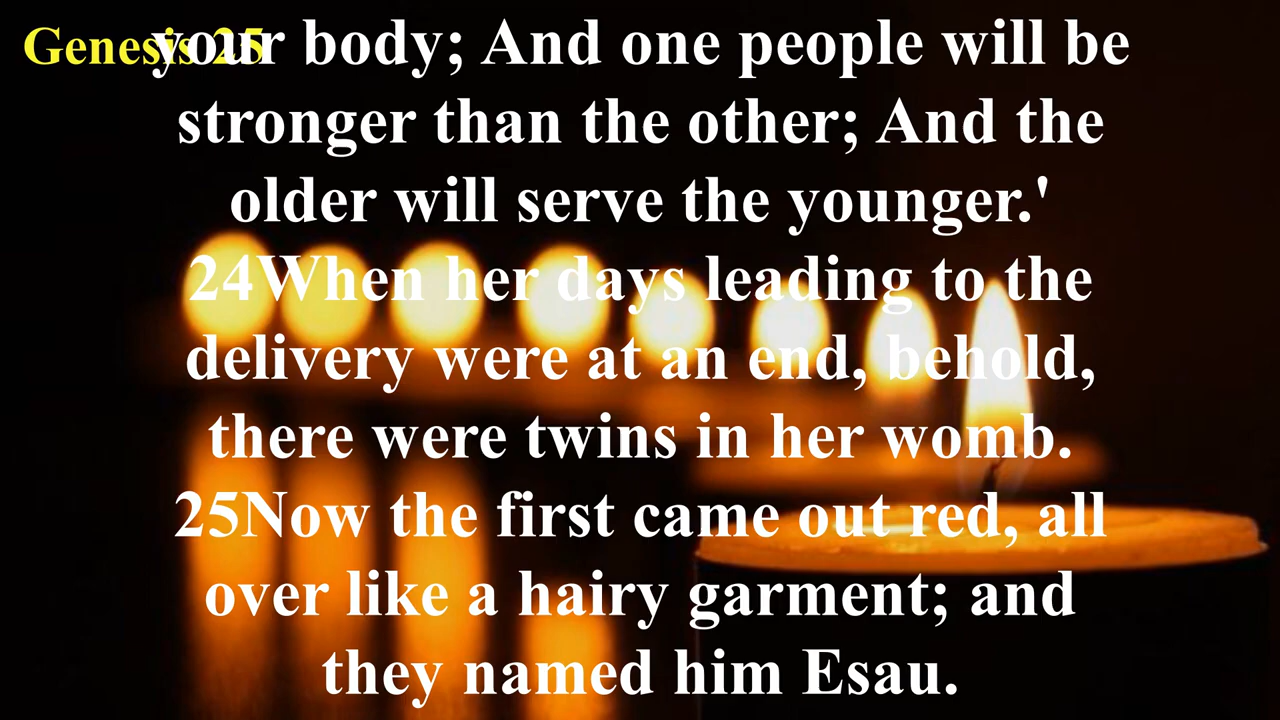 Genesis 25
your body; And one people will be
stronger than the other; And the
older will serve the younger.'
24When her days leading to the
delivery were at an end, behold,
there were twins in her womb.
25Now the first came out red, all
over like a hairy garment; and
they named him Esau.